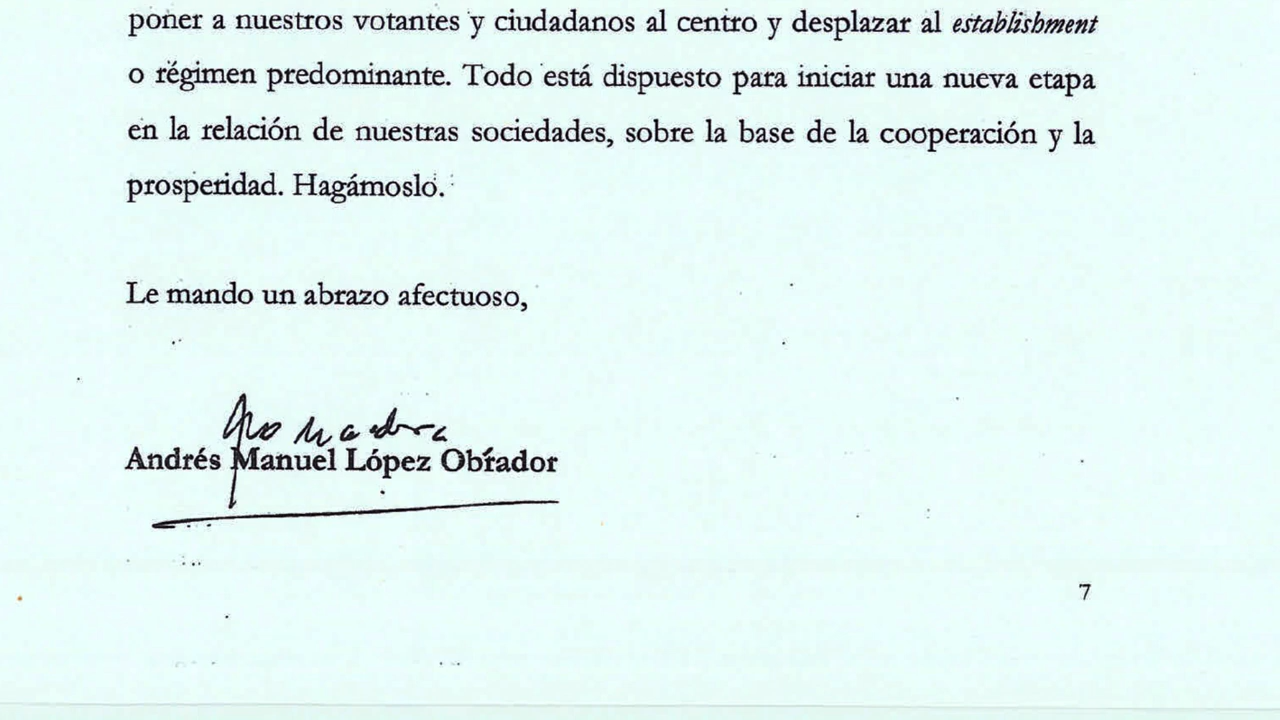 poner a nuestros votantes y ciudadanos al centro y desplazar al establishment
o régimen predominante. Todo está dispuesto para iniciar una nueva etapa
en la relación de nuestras sociedades, sobre la base de la cooperación y la
prosperidad. Hagámoslo.
Le mando un abrazo afectuoso,
Andrés Manuel López Obrador
7